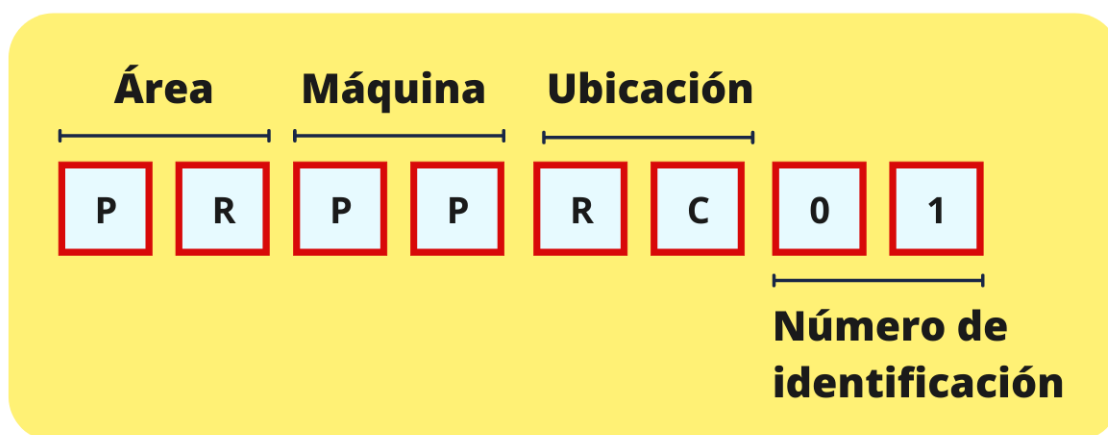 Área Máquina Ubicación
P R P P R C 0 1
Número de
identificación